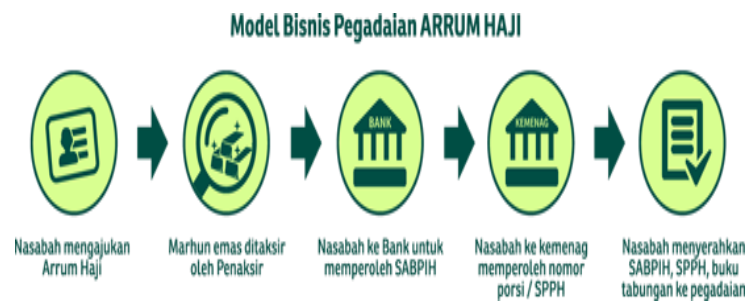 Model Bisnis Pegadaian ARRUM HAJI
BANK
KEMENAG
Nasabah mengajukan
Arrum Haji
Marhun emas ditaksir
oleh Penaksir
Nasabah ke Bank untuk
memperoleh SABPIH
Nasabah ke kemenag
memperoleh nomor
porsi / SPPH
Nasabah menyerahkan
SABPIH, SPPH, buku
tabungan ke pegadaian